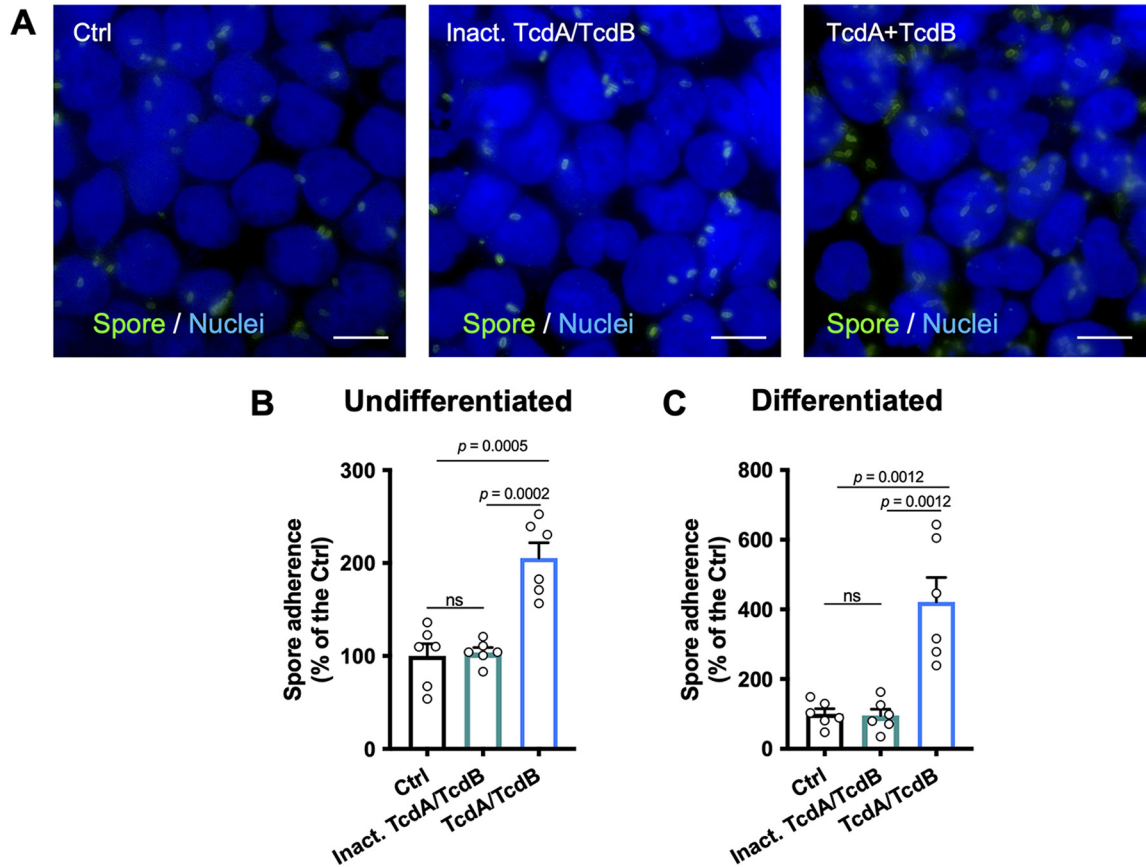 A
Ctrl
Spore / Nuclei
Inact. TcdA/TcdB
Spore / Nuclei
TcdA+TcdB
Spore / Nuclei
B Undifferentiated
p = 0.0005
p = 0.0002
ns
300
200
100
0
Spore adherence
(% of the Ctrl)
Ctrl
Inact. TcdA/TcdB
TcdA/TcdB
C Differentiated
p = 0.0012
p = 0.0012
ns
800
600
400
200
0
Spore adherence
(% of the Ctrl)
Ctrl
Inact. TcdA/TcdB
TcdA/TcdB